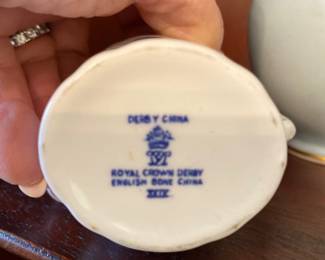 DERBY CHINA
ROYAL CROWN DERBY
ENGLISH BONE CHINA